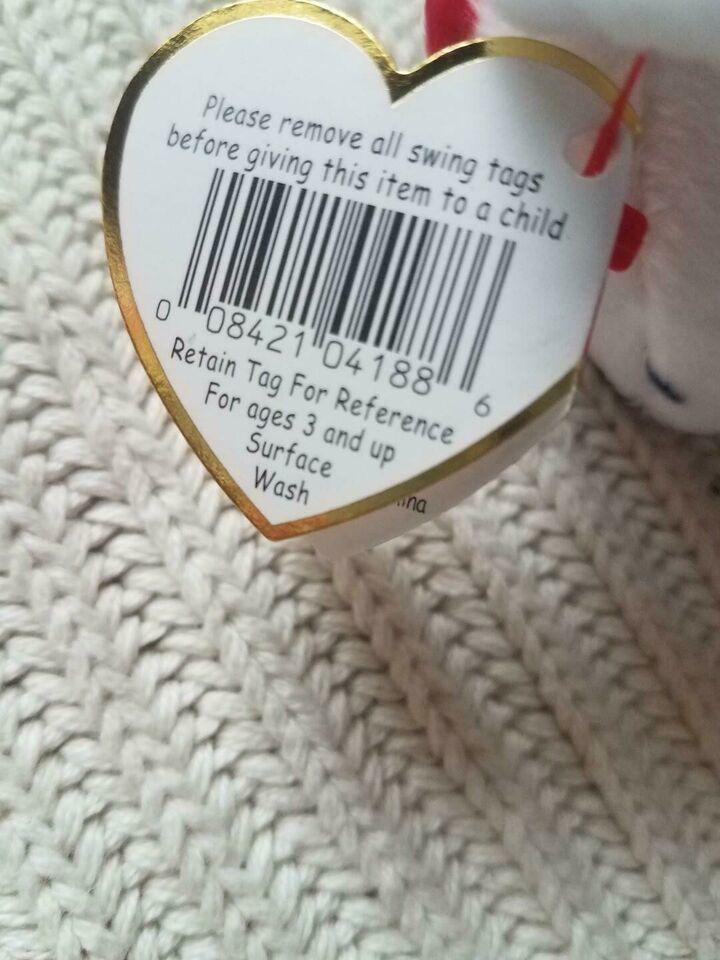 Please remove all swing tags
before giving this item to a child
0 08421 04188 6
Retain Tag For Reference
For ages 3 and up
Surface
Wash